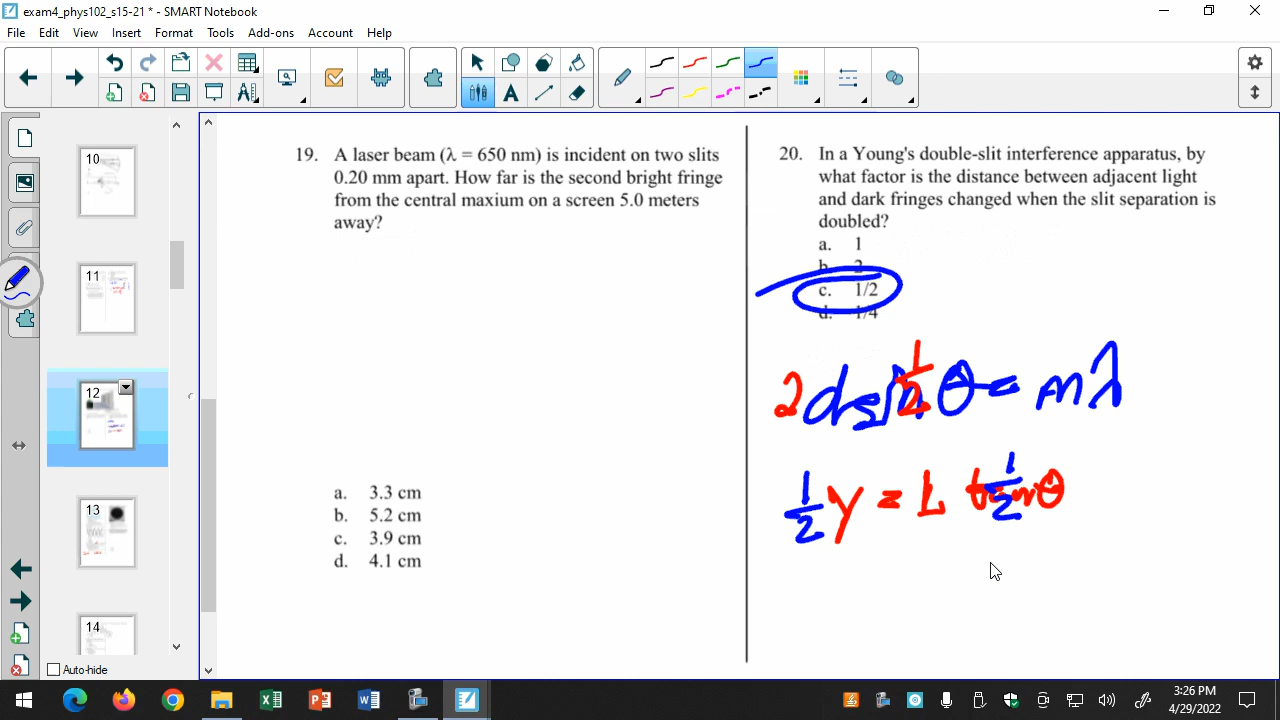 exam4_phys102_s15-21 * - SMART Notebook
File Edit View Insert Format Tools Add-ons Account Help
10
11
12
13
14
Auto-hide
19. A laser beam (λ = 650 nm) is incident on two slits
0.20 mm apart. How far is the second bright fringe
from the central maxium on a screen 5.0 meters
away?
a. 3.3 cm
b. 5.2 cm
c. 3.9 cm
d. 4.1 cm
20. In a Young's double-slit interference apparatus, by
what factor is the distance between adjacent light
and dark fringes changed when the slit separation is
doubled?
a. 1
b. 2
c. 1/2
d. 1/4
2 d sin 1/2 θ = mλ
1/2 y = L tan 1/2 θ
3:26 PM
4/29/2022